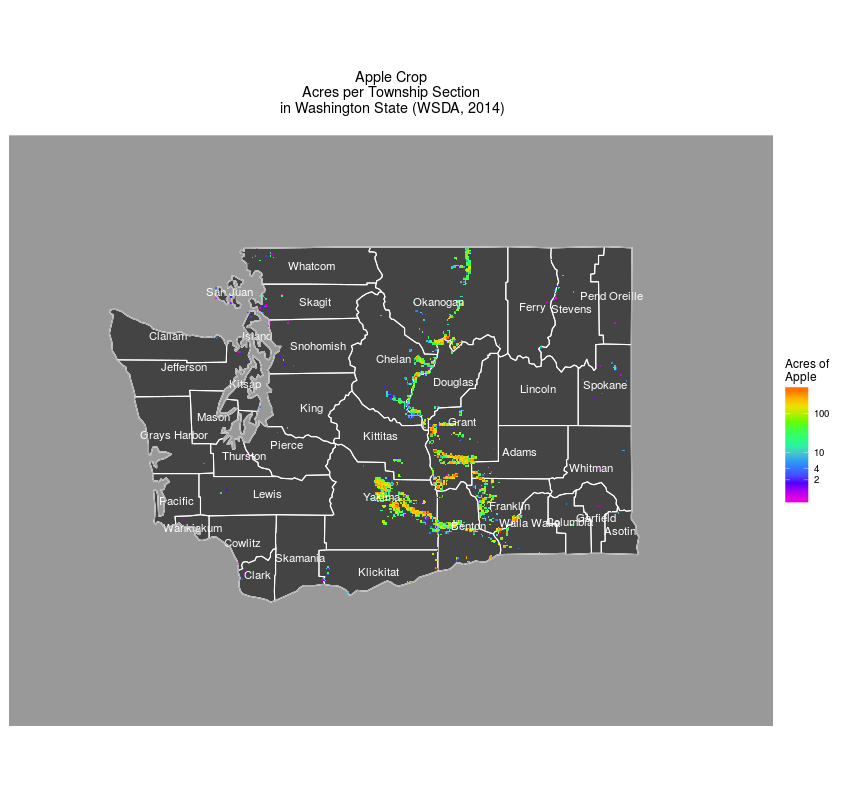 Apple Crop
Acres per Township Section
in Washington State (WSDA, 2014)
Whatcom
San Juan
Skagit
Okanogan
Ferry
Stevens
Pend Oreille
Clallam
Island
Snohomish
Chelan
Jefferson
Kitsap
Douglas
Lincoln
Spokane
Mason
King
Grays Harbor
Kittitas
Grant
Pierce
Thurston
Adams
Whitman
Pacific
Lewis
Yakima
Franklin
Wahkiakum
Benton
Walla Walla
Columbia
Garfield
Asotin
Cowlitz
Skamania
Clark
Klickitat
Acres of
Apple
100
10
4
2